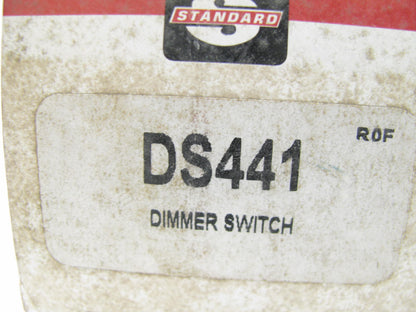 STANDARD
R0F
DS441
DIMMER SWITCH